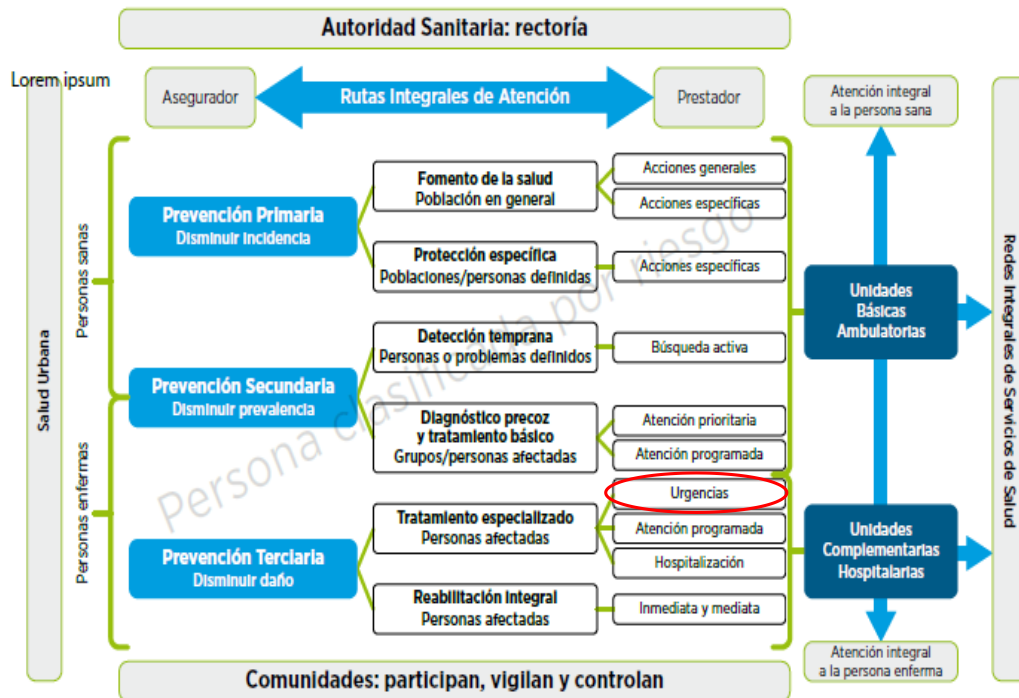 Autoridad Sanitaria: rectoría
Lorem ipsum
Asegurador
Rutas Integrales de Atención
Prestador
Atención integral
a la persona sana
Salud Urbana
Personas sanas
Personas enfermas
Prevención Primaria
Disminuir incidencia
Fomento de la salud
Población en general
Acciones generales
Acciones específicas
Protección específica
Poblaciones/personas definidas
Acciones específicas
Prevención Secundaria
Disminuir prevalencia
Detección temprana
Personas o problemas definidos
Búsqueda activa
Diagnóstico precoz
y tratamiento básico
Grupos/personas afectadas
Atención prioritaria
Atención programada
Prevención Terciaria
Disminuir daño
Tratamiento especializado
Personas afectadas
Urgencias
Atención programada
Hospitalización
Reabilitación Integral
Personas afectadas
Inmediata y mediata
Persona clasificada por riesgo
Unidades
Básicas
Ambulatorias
Unidades
Complementarias
Hospitalarias
Redes Integrales de Servicios de Salud
Atención integral
a la persona enferma
Comunidades: participan, vigilan y controlan